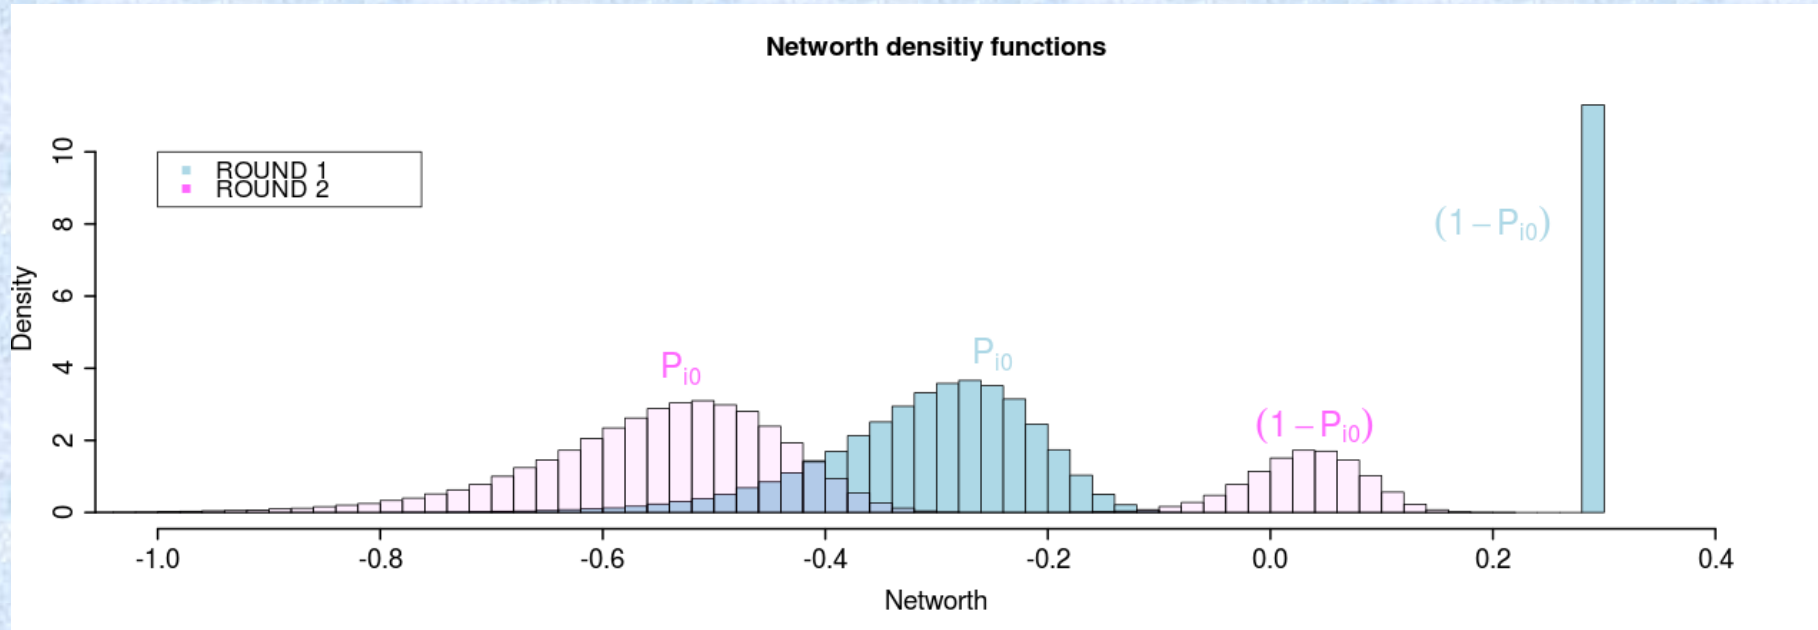 Networth densitiy functions
ROUND 1
ROUND 2
(1 – Pi0)
Pi0
Pi0
(1 – Pi0)
Density
0 2 4 6 8 10
-1.0 -0.8 -0.6 -0.4 -0.2 0.0 0.2 0.4
Networth